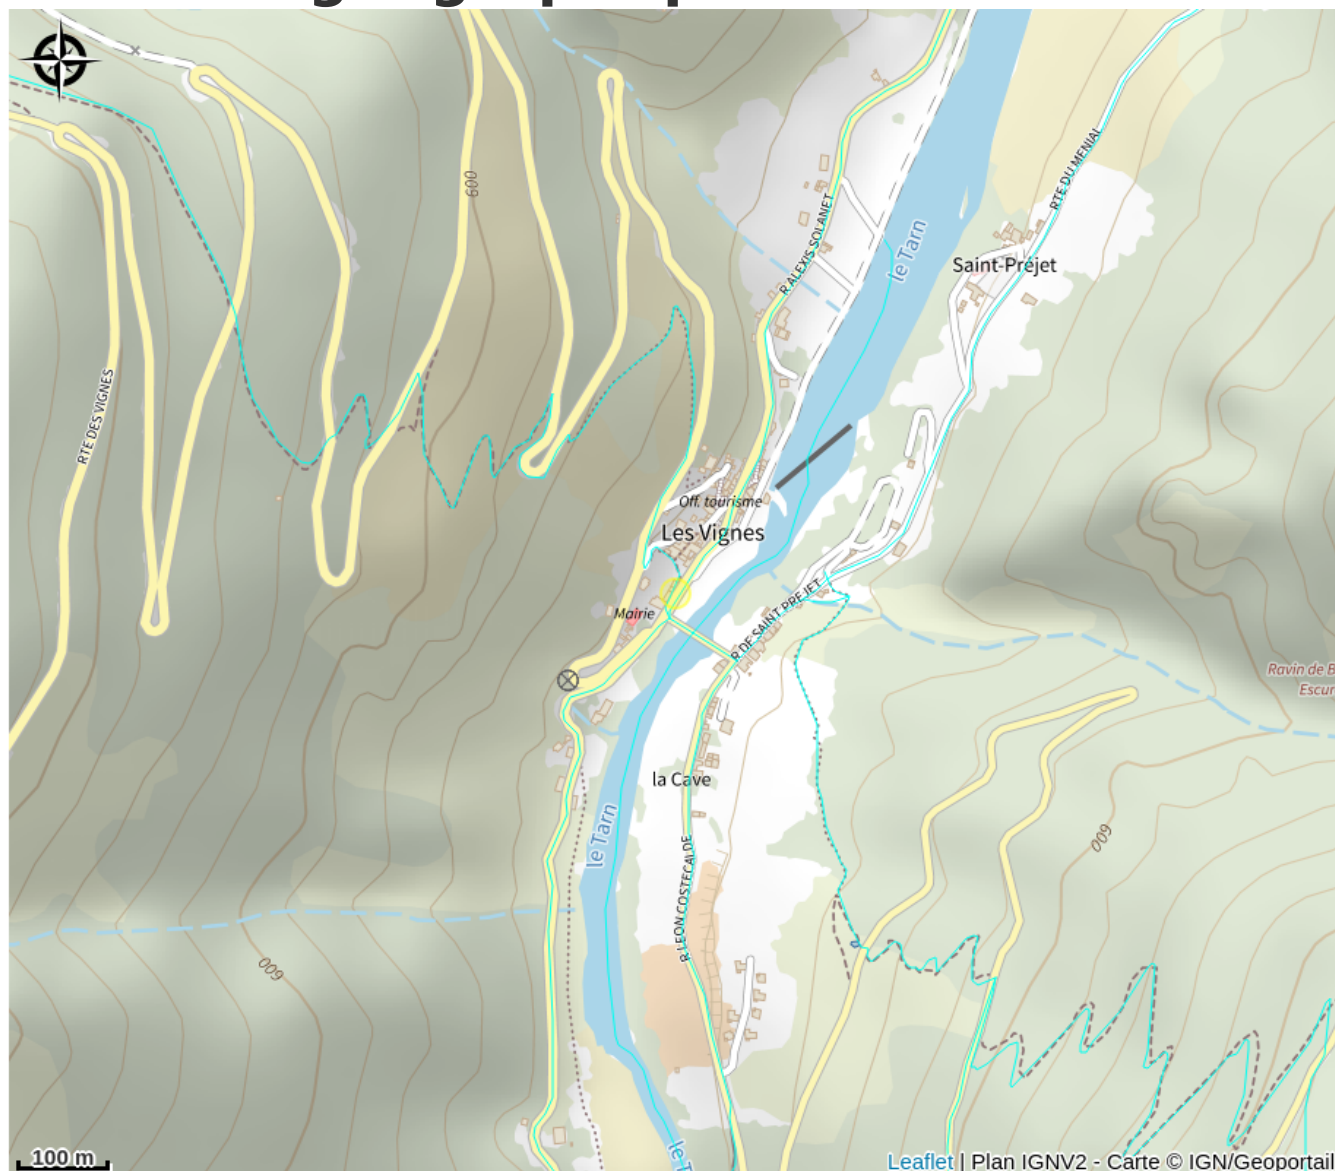 600
RTE DU MENIAL
R ALEXIS SOLANET
le Tarn
Saint-Préjet
RTE DES VIGNES
Off. tourisme
Les Vignes
Mairie
R DE SAINT PREJET
Ravin de B
Escur
la Cave
le Tarn
600
R LEON COSTECALDE
600
le T
100 m
Leaflet | Plan IGNV2 - Carte © IGN/Geoportail